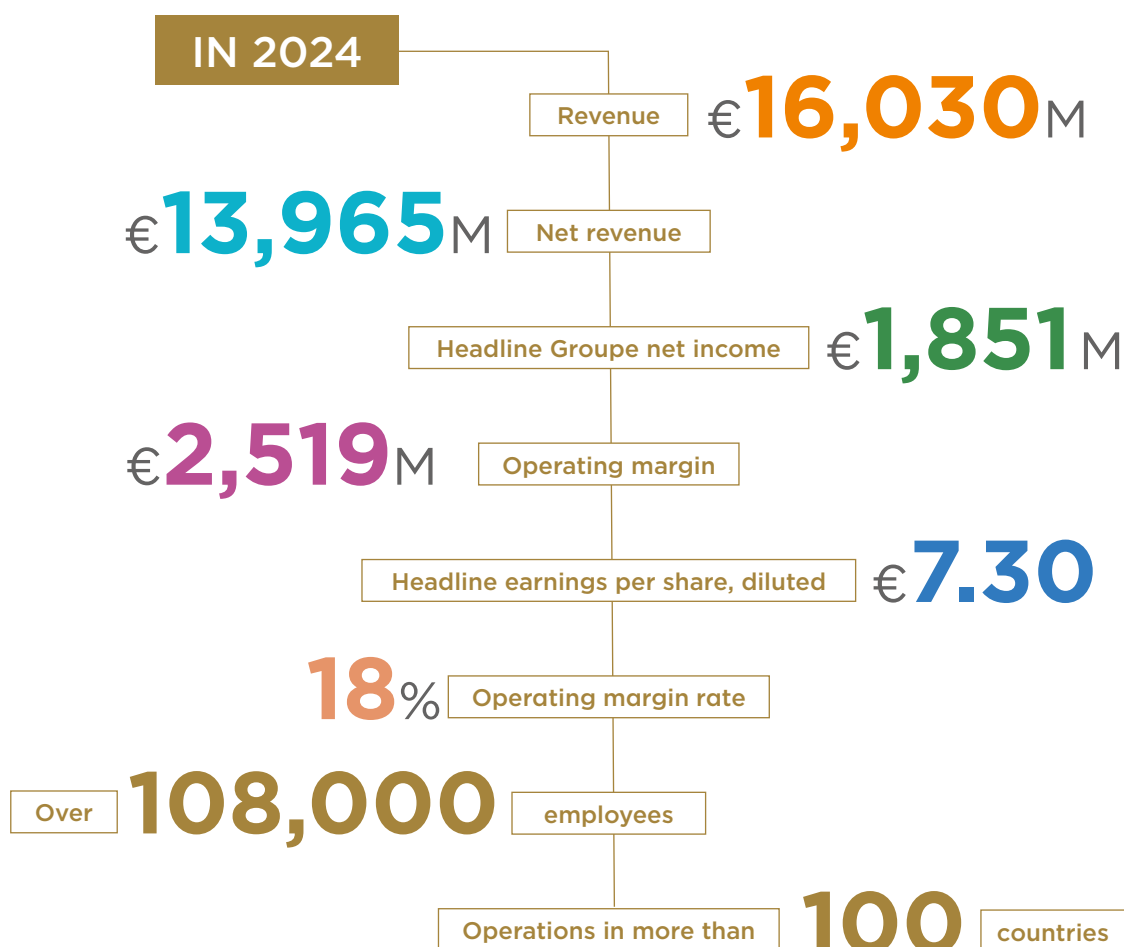 IN 2024
Revenue €16,030M
€13,965M Net revenue
Headline Groupe net income €1,851M
€2,519M Operating margin
Headline earnings per share, diluted €7.30
18% Operating margin rate
Over 108,000 employees
Operations in more than 100 countries